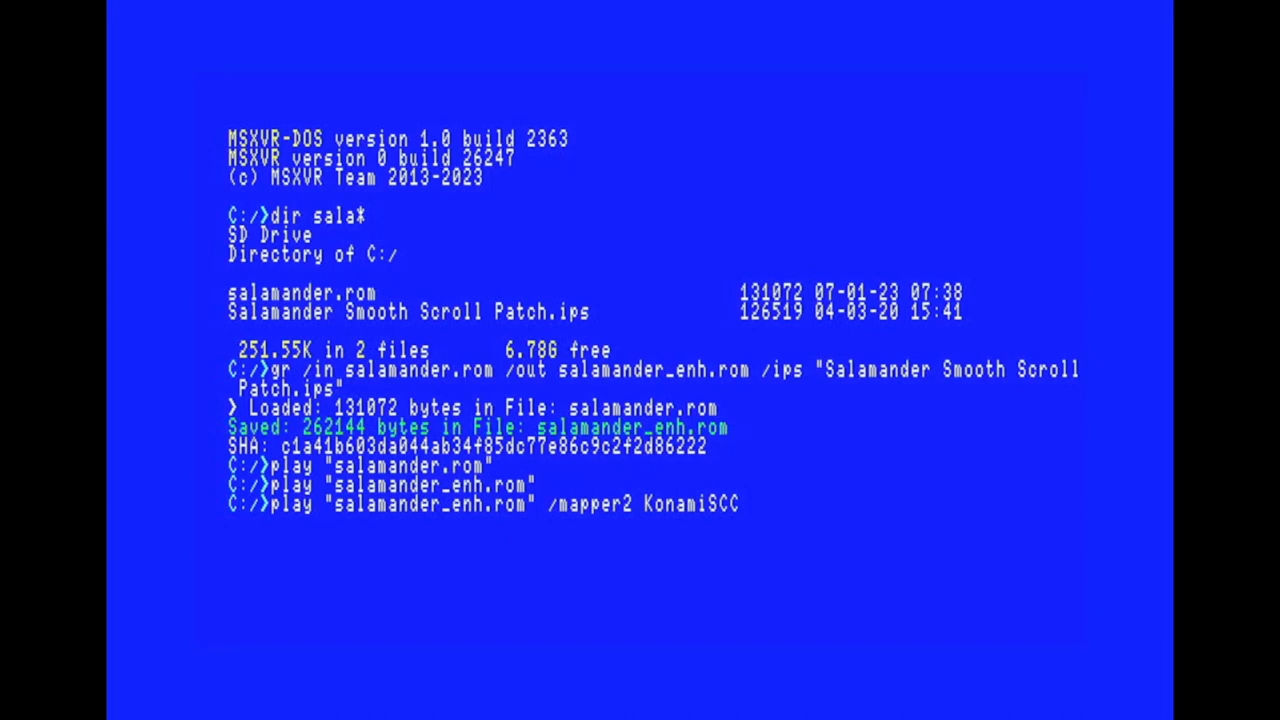 MSXVR-DOS version 1.0 build 2363
MSXVR version 0 build 26247
(c) MSXVR Team 2013-2023
C:/>dir sala*
SD Drive
Directory of C:/
salamander.rom 131072 07-01-23 07:38
Salamander Smooth Scroll Patch.ips 126519 04-03-20 15:41
251.55K in 2 files 6.78G free
C:/>gr /in salamander.rom /out salamander_enh.rom /ips "Salamander Smooth Scroll
Patch.ips"
> Loaded: 131072 bytes in File: salamander.rom
Saved: 262144 bytes in File: salamander_enh.rom
SHA: c1a41b603da044ab34f85dc77e86c9c2f2d86222
C:/>play "salamander.rom"
C:/>play "salamander_enh.rom"
C:/>play "salamander_enh.rom" /mapper2 KonamiSCC